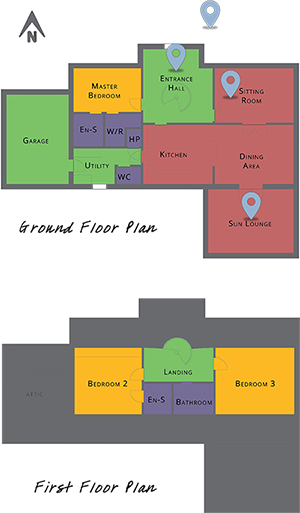 N
Entrance
Hall
Master
Bedroom
Sitting
Room
En-S
W/R
HP
Garage
Kitchen
Dining
Area
Utility
WC
Sun Lounge
Ground Floor Plan
Landing
Bedroom 2
Bedroom 3
Attic
En-S
Bathroom
First Floor Plan